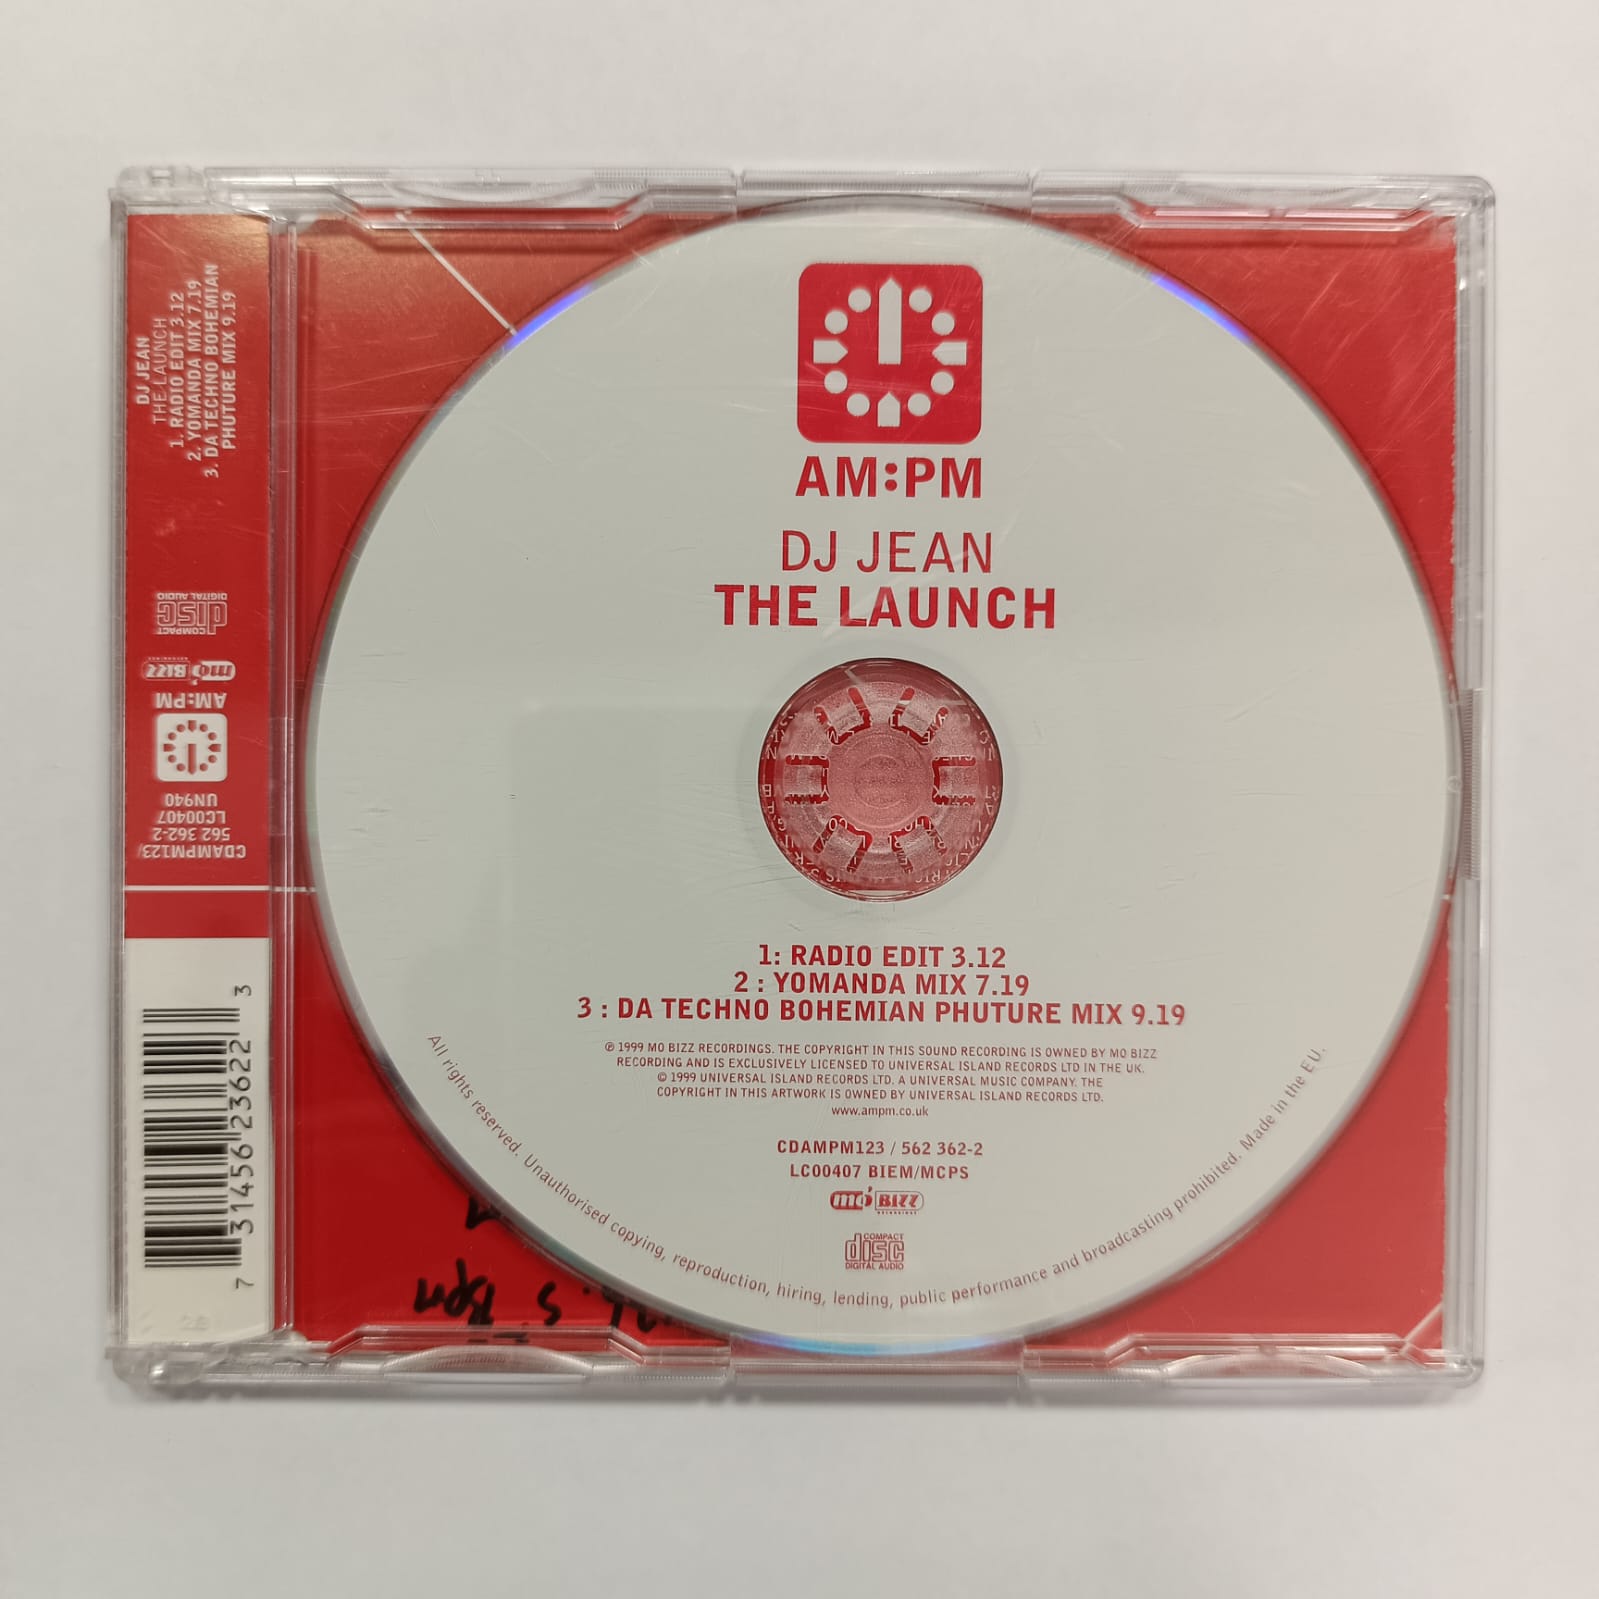 DJ JEAN
THE LAUNCH
1. RADIO EDIT 3.12
2. YOMANDA MIX 7.19
3. DA TECHNO BOHEMIAN
PHUTURE MIX 9.19
COMPACT
disc
DIGITAL AUDIO
mo' BIZZ
RECORDINGS
AM:PM
UN940
LC00407
562 362-2
CDAMPM123/
7 31456 23622 3
AM:PM
DJ JEAN
THE LAUNCH
1: RADIO EDIT 3.12
2 : YOMANDA MIX 7.19
3 : DA TECHNO BOHEMIAN PHUTURE MIX 9.19
℗ 1999 MO BIZZ RECORDINGS. THE COPYRIGHT IN THIS SOUND RECORDING IS OWNED BY MO BIZZ
RECORDING AND IS EXCLUSIVELY LICENSED TO UNIVERSAL ISLAND RECORDS LTD IN THE UK.
© 1999 UNIVERSAL ISLAND RECORDS LTD. A UNIVERSAL MUSIC COMPANY. THE
COPYRIGHT IN THIS ARTWORK IS OWNED BY UNIVERSAL ISLAND RECORDS LTD.
www.ampm.co.uk
CDAMPM123 / 562 362-2
LC00407 BIEM/MCPS
mo' BIZZ
RECORDINGS
COMPACT
disc
DIGITAL AUDIO
All rights reserved. Unauthorised copying, reproduction, hiring, lending, public performance and broadcasting prohibited. Made in the EU.